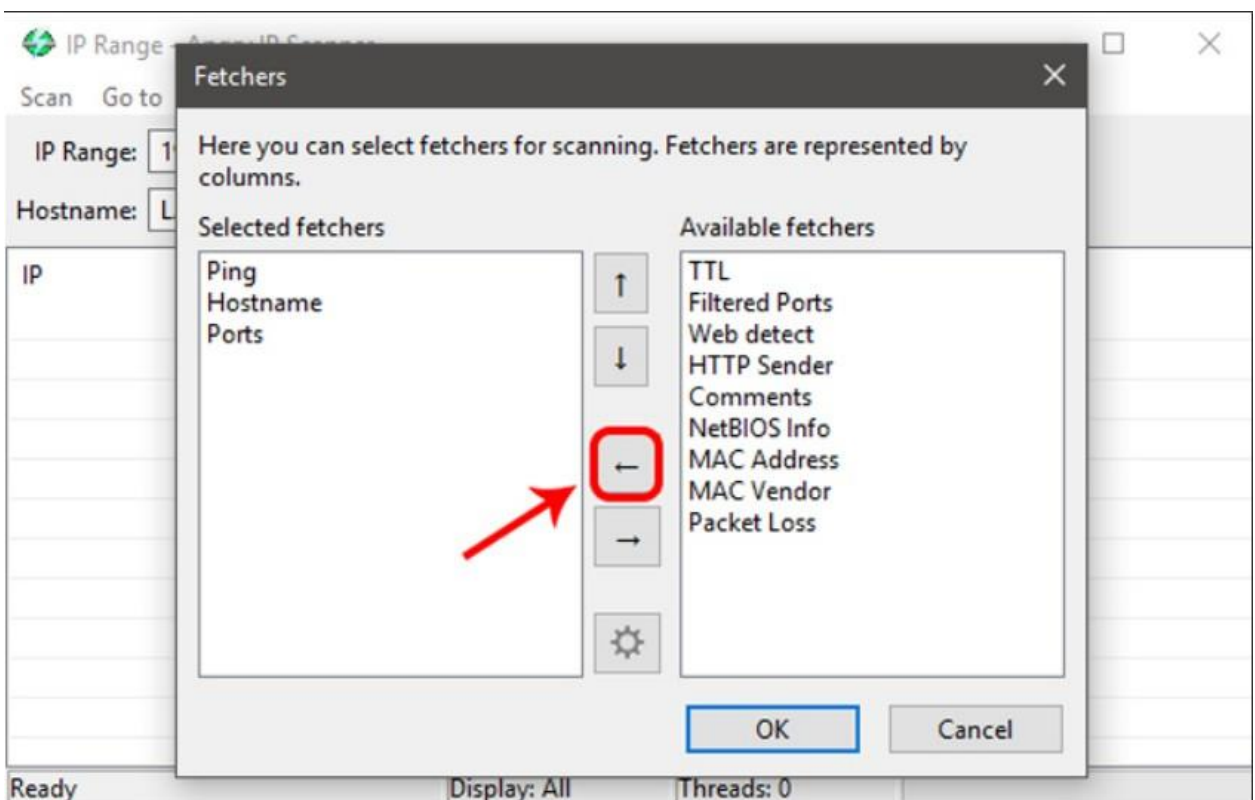 IP Range -
Fetchers
Scan Go to
IP Range:
Hostname: L
Here you can select fetchers for scanning. Fetchers are represented by
columns.
Selected fetchers
Available fetchers
IP
Ping
Hostname
Ports
↑
↓
←
→
TTL
Filtered Ports
Web detect
HTTP Sender
Comments
NetBIOS Info
MAC Address
MAC Vendor
Packet Loss
OK
Cancel
Ready
Display: All
Threads: 0